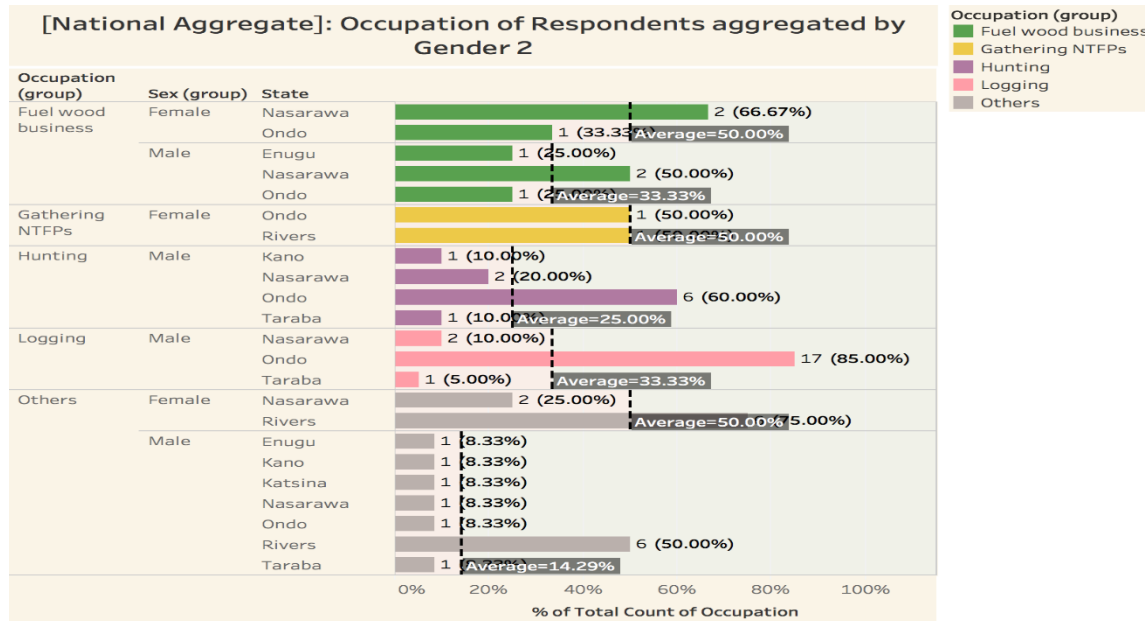 [National Aggregate]: Occupation of Respondents aggregated by
Gender 2
Occupation (group)
Fuel wood business
Gathering NTFPs
Hunting
Logging
Others
Occupation
(group) Sex (group) State
Fuel wood
business Female Nasarawa 2 (66.67%)
Ondo 1 (33.33%) Average=50.00%
Male Enugu 1 (25.00%)
Nasarawa 2 (50.00%)
Ondo 1 (25.00%) Average=33.33%
Gathering
NTFPs Female Ondo 1 (50.00%)
Rivers Average=50.00%
Hunting Male Kano 1 (10.00%)
Nasarawa 2 (20.00%)
Ondo 6 (60.00%)
Taraba 1 (10.00%) Average=25.00%
Logging Male Nasarawa 2 (10.00%)
Ondo 17 (85.00%)
Taraba 1 (5.00%) Average=33.33%
Others Female Nasarawa 2 (25.00%)
Rivers Average=50.00% (75.00%)
Male Enugu 1 (8.33%)
Kano 1 (8.33%)
Katsina 1 (8.33%)
Nasarawa 1 (8.33%)
Ondo 1 (8.33%)
Rivers 6 (50.00%)
Taraba 1 Average=14.29%
0% 20% 40% 60% 80% 100%
% of Total Count of Occupation